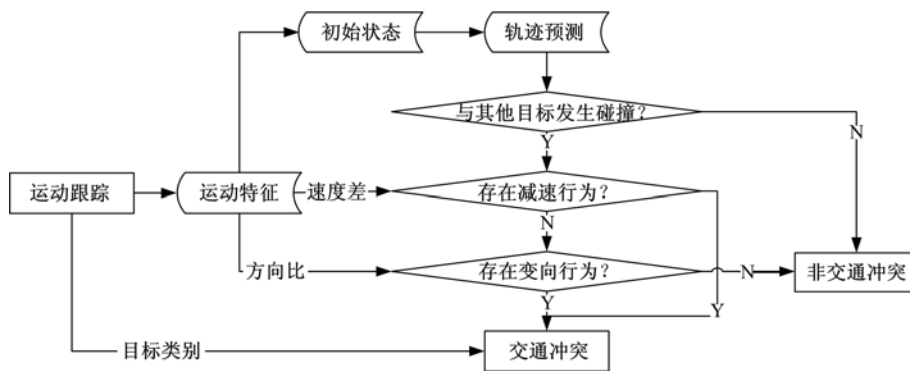 初始状态
轨迹预测
与其他目标发生碰撞?
Y
N
运动跟踪
运动特征
速度差
存在减速行为?
N
方向比
存在变向行为?
N
非交通冲突
Y
Y
目标类别
交通冲突